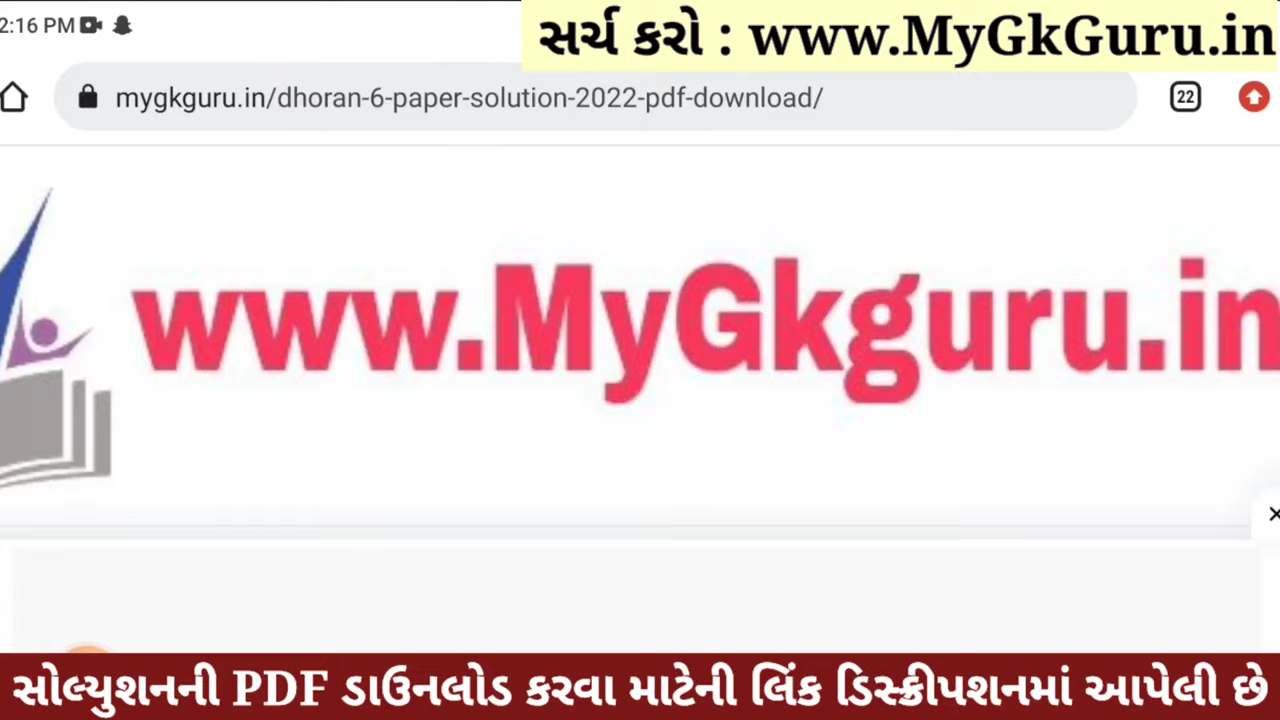 2:16 PM
સર્ચ કરો : www.MyGkGuru.in
mygkguru.in/dhoran-6-paper-solution-2022-pdf-download/
22
www.MyGkguru.in
સોલ્યુશનની PDF ડાઉનલોડ કરવા માટેની લિંક ડિસ્ક્રીપશનમાં આપેલી છે